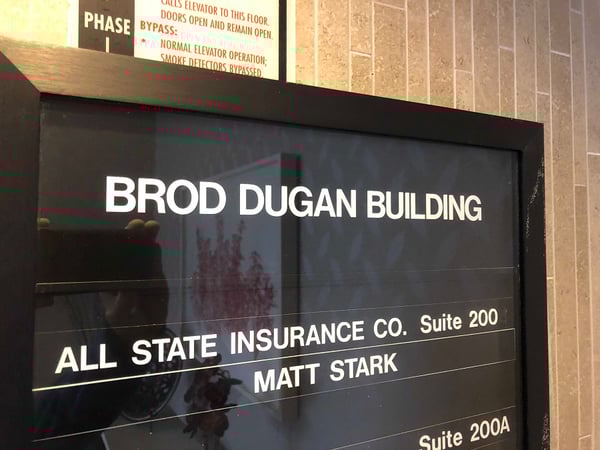 CALLS ELEVATOR TO THIS FLOOR.
DOORS OPEN AND REMAIN OPEN.
PHASE
I
BYPASS:
NORMAL ELEVATOR OPERATION;
SMOKE DETECTORS BYPASSED
BROD DUGAN BUILDING
ALL STATE INSURANCE CO. Suite 200
MATT STARK
Suite 200A